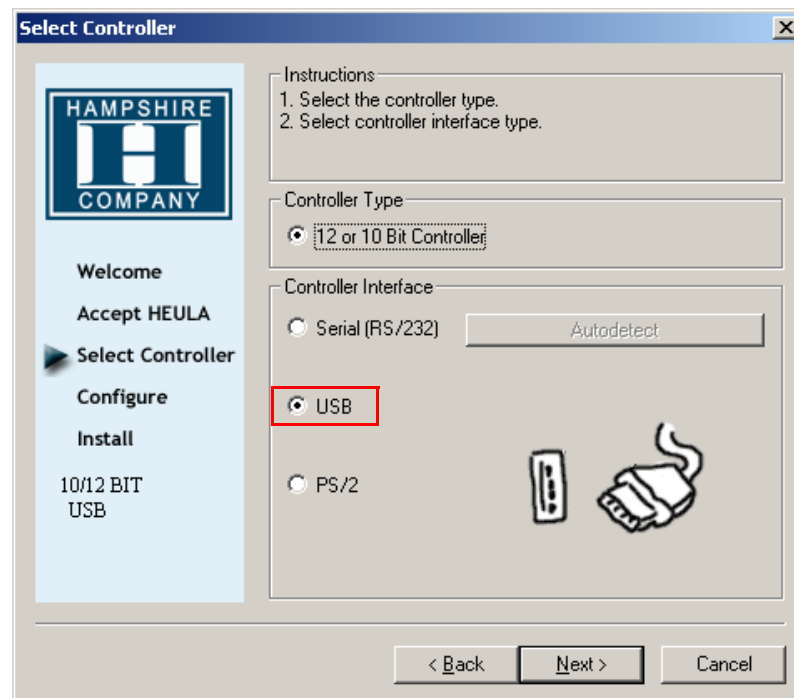 Select Controller
HAMPSHIRE
H
COMPANY
Welcome
Accept HEULA
Select Controller
Configure
Install
10/12 BIT
USB
Instructions
1. Select the controller type.
2. Select controller interface type.
Controller Type
12 or 10 Bit Controller
Controller Interface
Serial (RS/232)
Autodetect
USB
PS/2
< Back
Next >
Cancel